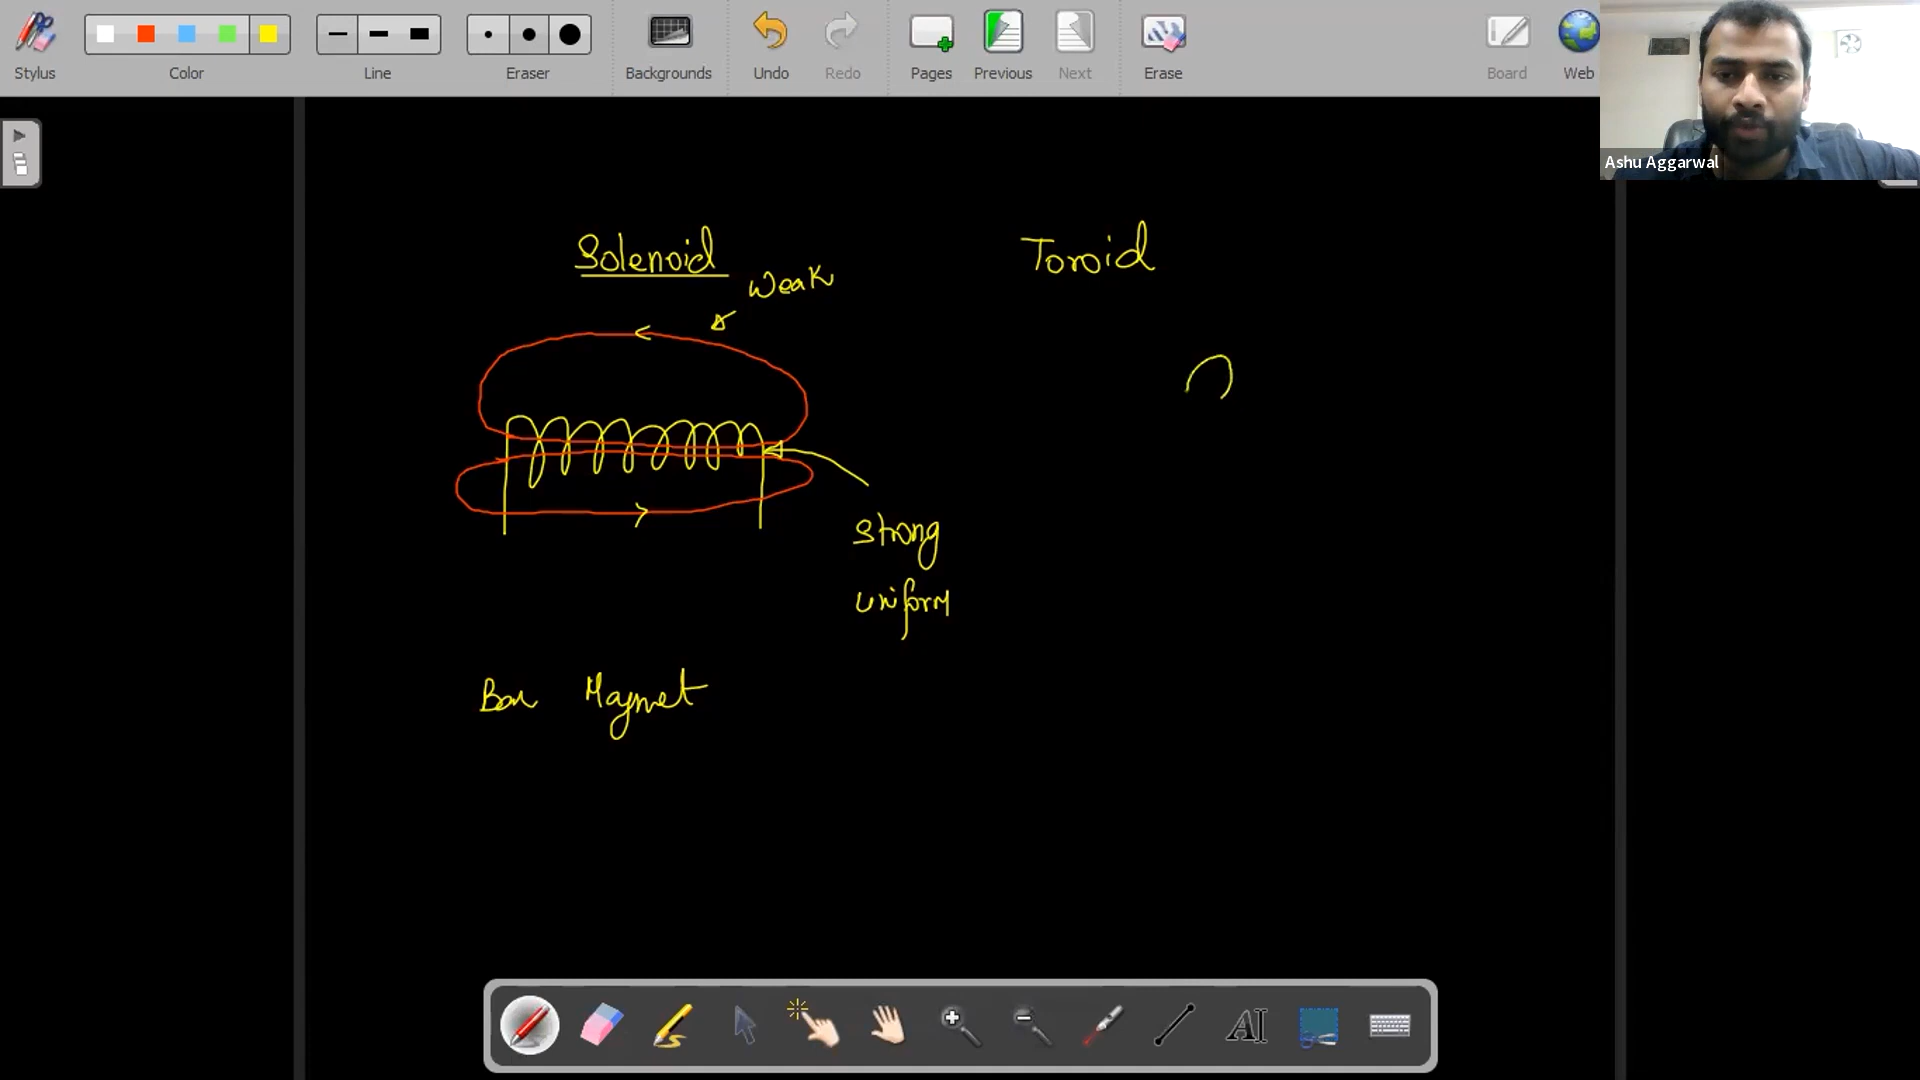 Stylus
Color
Line
Eraser
Backgrounds
Undo
Redo
Pages
Previous
Next
Erase
Board
Web
Ashu Aggarwal
Solenoid
Toroid
Weak
Strong
uniform
Bar Magnet
AI